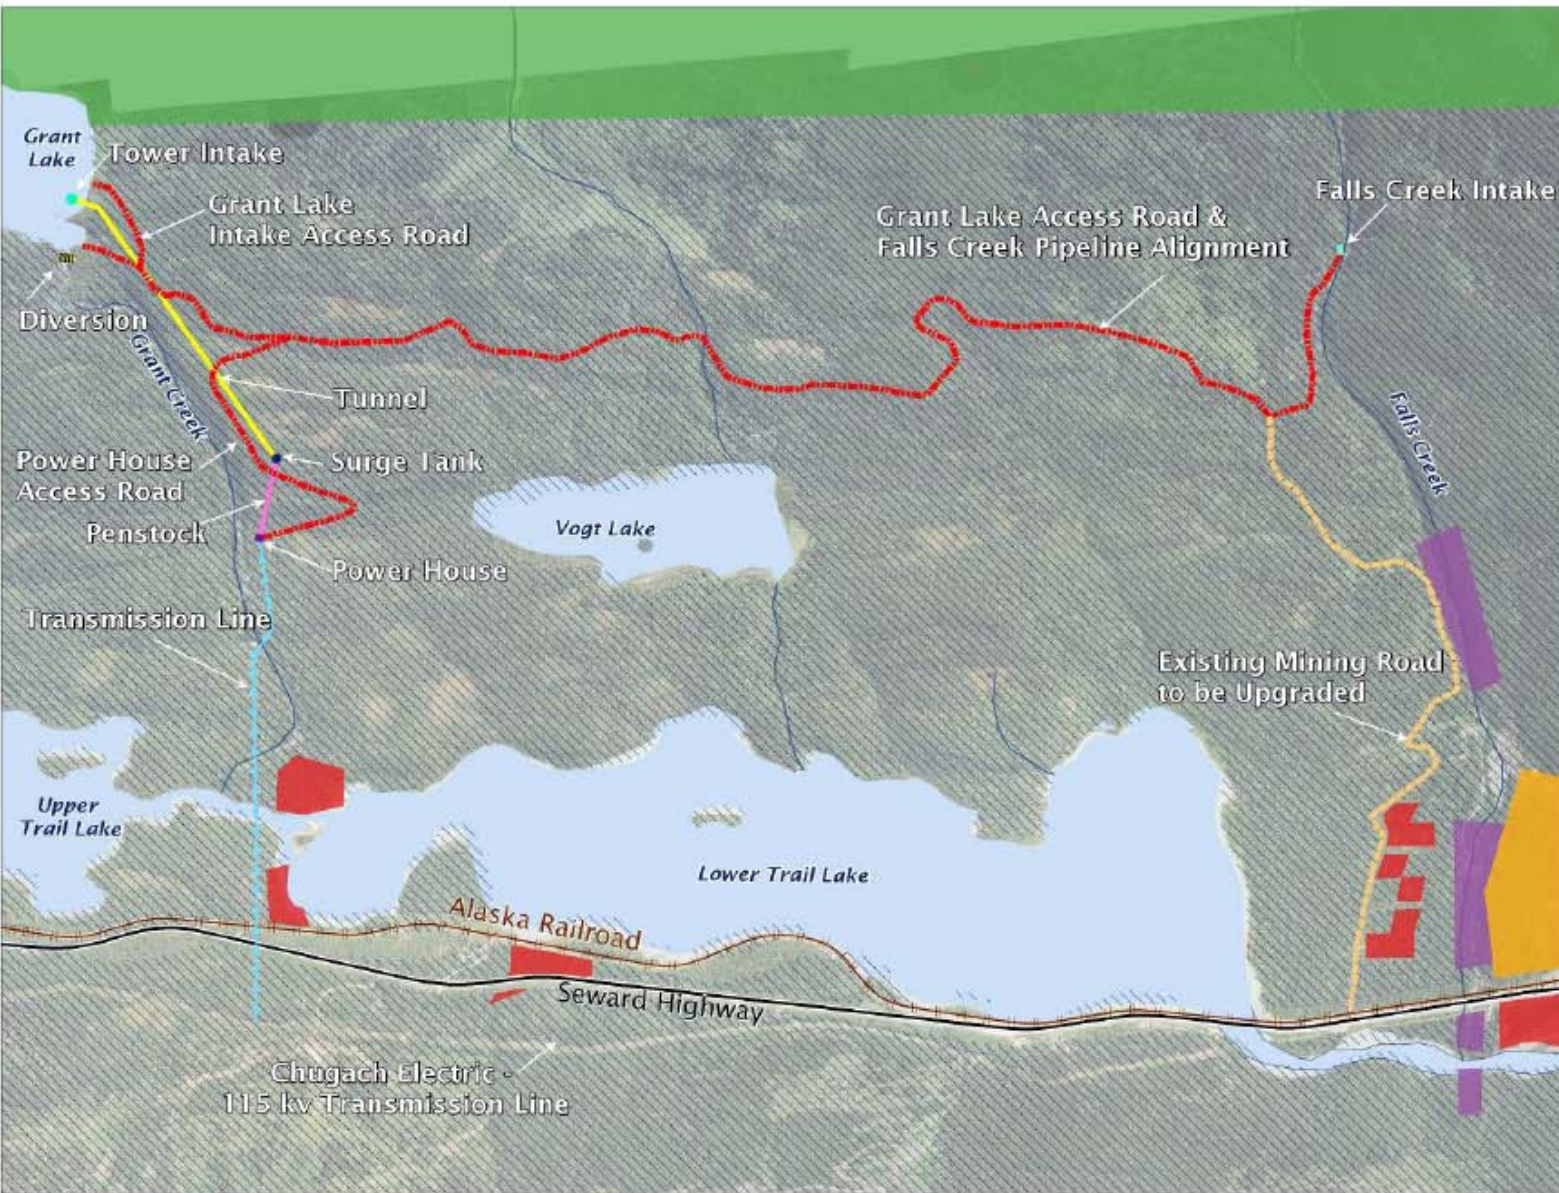 Grant
Lake
Tower Intake
Grant Lake
Intake Access Road
Diversion
Grant Creek
Tunnel
Power House
Access Road
Surge Tank
Penstock
Power House
Transmission Line
Grant Lake Access Road &
Falls Creek Pipeline Alignment
Falls Creek Intake
Falls Creek
Vogt Lake
Existing Mining Road
to be Upgraded
Upper
Trail Lake
Lower Trail Lake
Alaska Railroad
Seward Highway
Chugach Electric -
115 kv Transmission Line